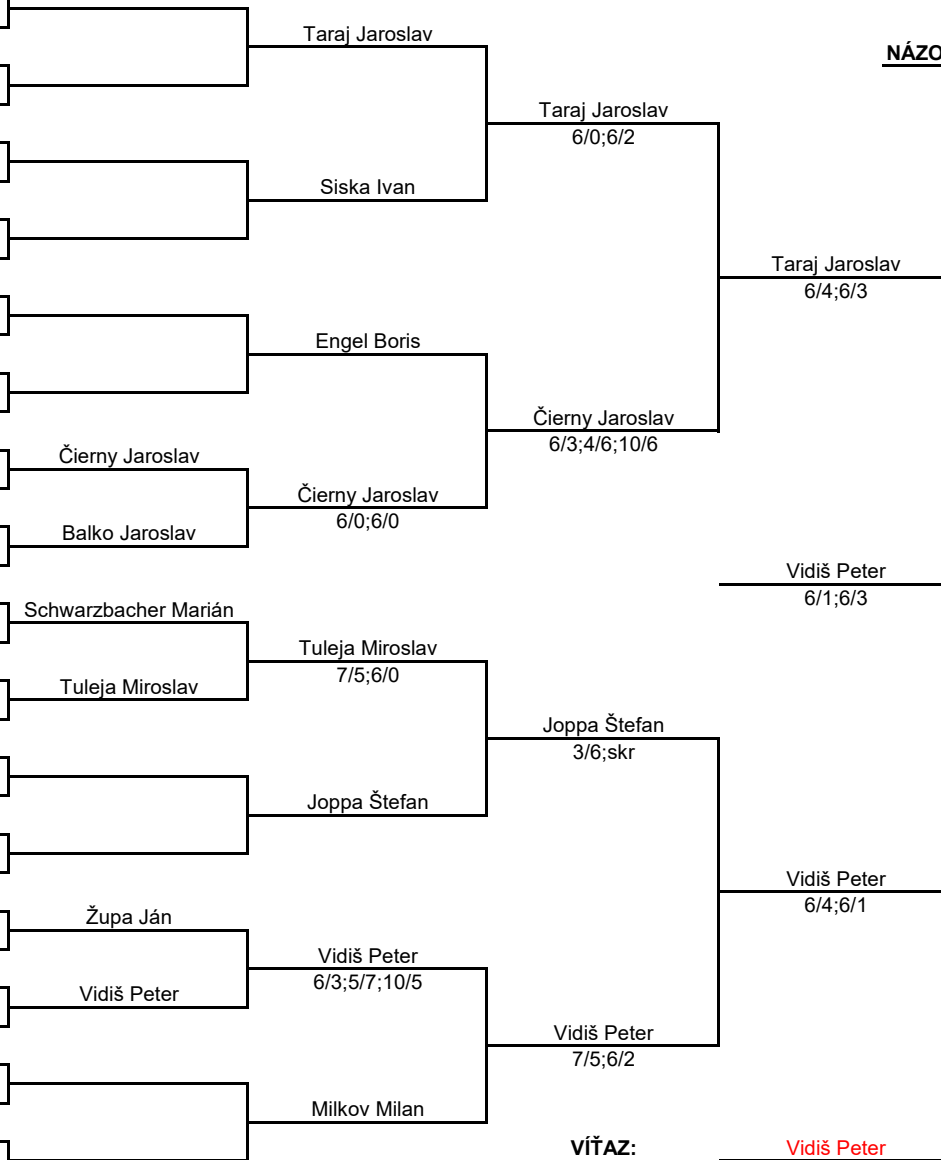 Taraj Jaroslav
NÁZO
Taraj Jaroslav
6/0;6/2
Siska Ivan
Taraj Jaroslav
6/4;6/3
Engel Boris
Čierny Jaroslav
6/3;4/6;10/6
Čierny Jaroslav
Čierny Jaroslav
6/0;6/0
Balko Jaroslav
Vidiš Peter
6/1;6/3
Schwarzbacher Marián
Tuleja Miroslav
7/5;6/0
Tuleja Miroslav
Joppa Štefan
3/6;skr
Joppa Štefan
Vidiš Peter
6/4;6/1
Župa Ján
Vidiš Peter
6/3;5/7;10/5
Vidiš Peter
Vidiš Peter
7/5;6/2
Milkov Milan
VÍŤAZ: Vidiš Peter